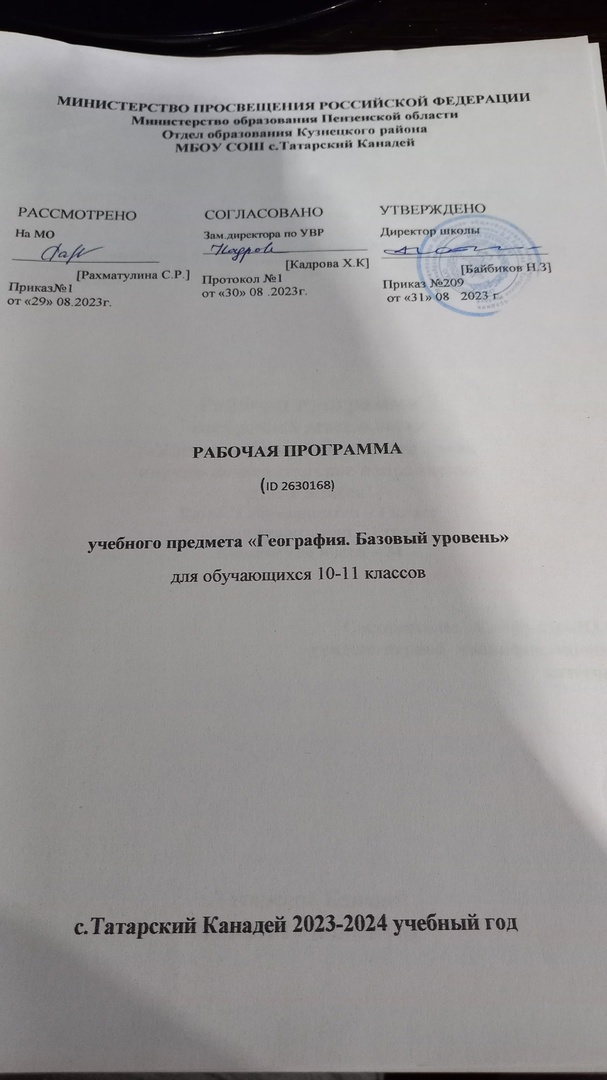 МИНИСТЕРСТВО ПРОСВЕЩЕНИЯ РОССИЙСКОЙ ФЕДЕРАЦИИ
Министерство образования Пензенской области
Отдел образования Кузнецкого района
МБОУ СОШ с.Татарский Канадей
РАССМОТРЕНО
На МО
[Рахматулина С.Р.]
Приказ№1
от «29» 08.2023г.
СОГЛАСОВАНО
Зам.директора по УВР
Кадрова
[Кадрова Х.К]
Протокол №1
от «30» 08 .2023г.
УТВЕРЖДЕНО
Директор школы
[Байбиков Н.З]
Приказ №209
от «31» 08 2023 г.
РАБОЧАЯ ПРОГРАММА
(ID 2630168)
учебного предмета «География. Базовый уровень»
для обучающихся 10-11 классов
с.Татарский Канадей 2023-2024 учебный год